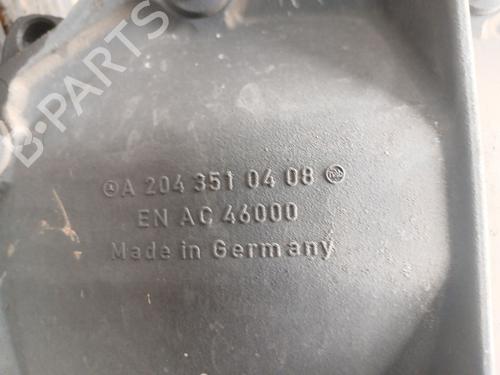 B-PARTS
A 204 351 04 08
EN AC 46000
Made in Germany